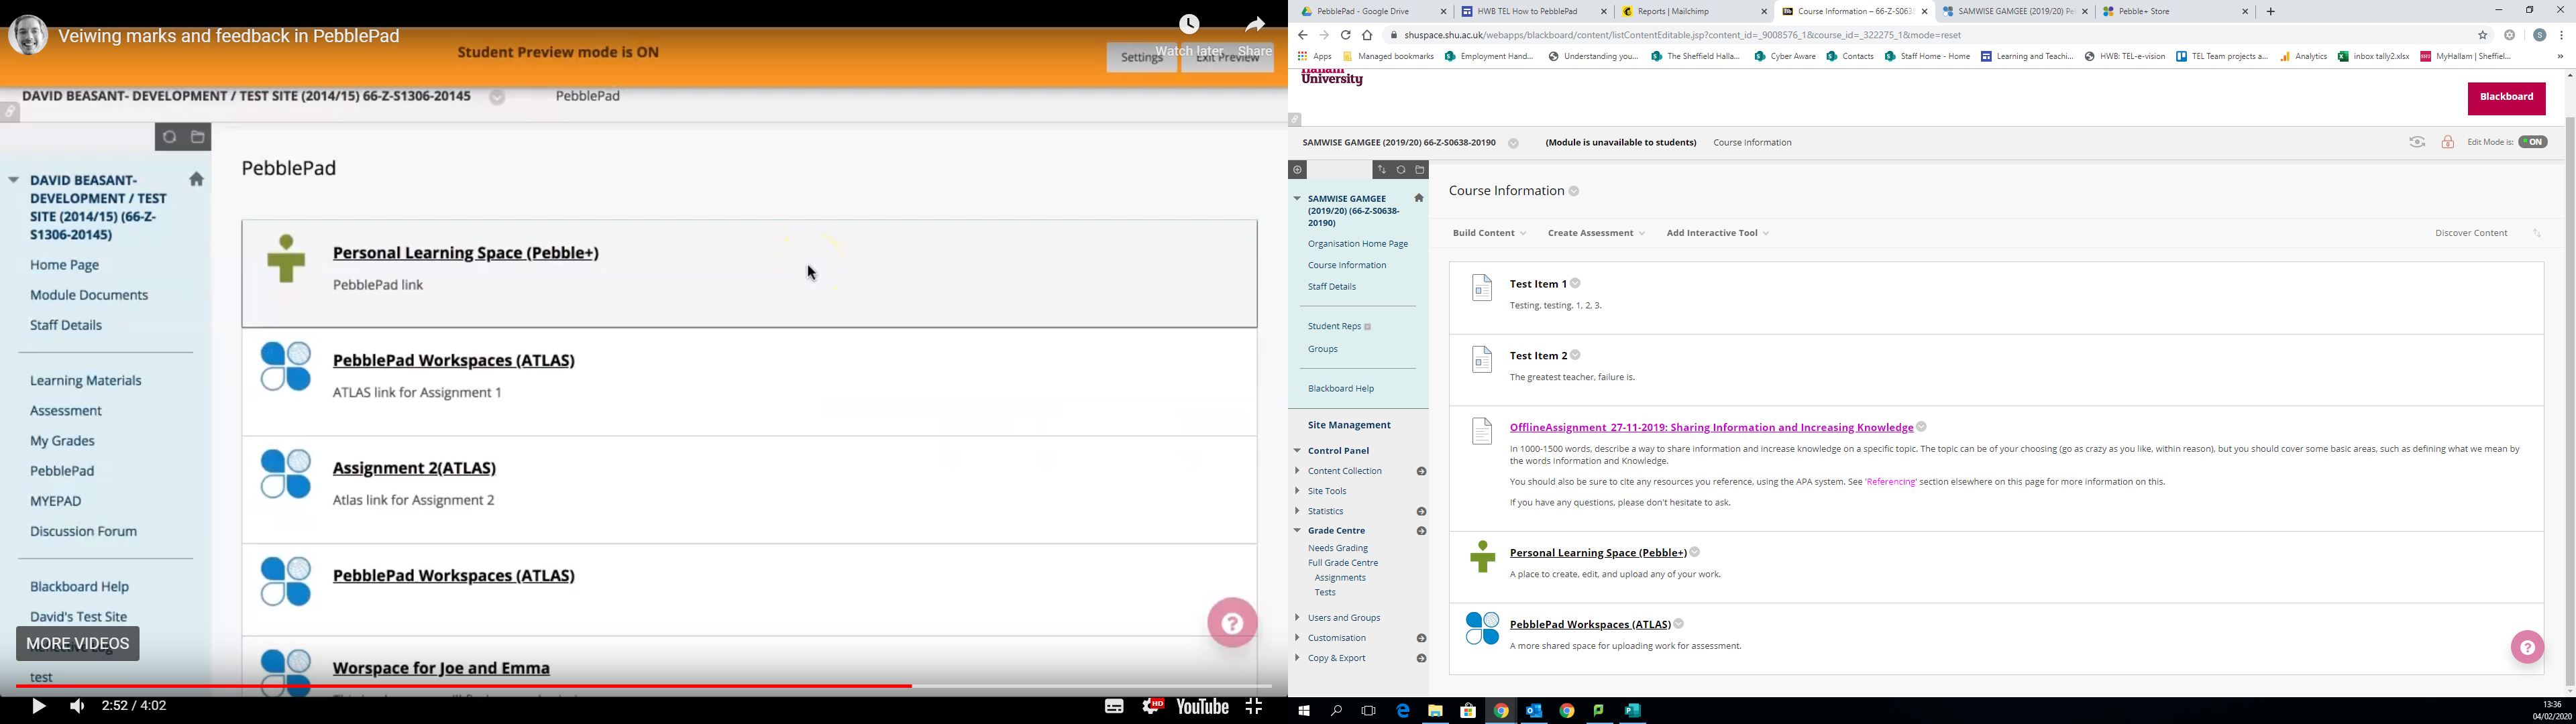 Veiwing marks and feedback in PebblePad
Student Preview mode is ON
Watch later
Share
Settings
Exit Preview
DAVID BEASANT- DEVELOPMENT / TEST SITE (2014/15) 66-Z-S1306-20145
PebblePad
DAVID BEASANT-
DEVELOPMENT / TEST
SITE (2014/15) (66-Z-
S1306-20145)
Home Page
Module Documents
Staff Details
Learning Materials
Assessment
My Grades
PebblePad
MYEPAD
Discussion Forum
Blackboard Help
David's Test Site
MORE VIDEOS
test
PebblePad
Personal Learning Space (Pebble+)
PebblePad link
PebblePad Workspaces (ATLAS)
ATLAS link for Assignment 1
Assignment 2(ATLAS)
Atlas link for Assignment 2
PebblePad Workspaces (ATLAS)
Worspace for Joe and Emma
2:52 / 4:02
HD
YouTube
PebblePad - Google Drive
HWB TEL How to PebblePad
Reports | Mailchimp
Course Information – 66-Z-S0638
SAMWISE GAMGEE (2019/20) Pe
Pebble+ Store
shuspace.shu.ac.uk/webapps/blackboard/content/listContentEditable.jsp?content_id=_9008576_1&course_id=_322275_1&mode=reset
Apps
Managed bookmarks
Employment Hand...
Understanding you...
The Sheffield Halla...
Cyber Aware
Contacts
Staff Home - Home
Learning and Teachi...
HWB: TEL-e-vision
TEL Team projects a...
Analytics
inbox tally2.xlsx
MyHallam | Sheffiel...
Hallam
University
Blackboard
SAMWISE GAMGEE (2019/20) 66-Z-S0638-20190
(Module is unavailable to students)
Course Information
Edit Mode is:
ON
SAMWISE GAMGEE
(2019/20) (66-Z-S0638-
20190)
Organisation Home Page
Course Information
Staff Details
Student Reps
Groups
Blackboard Help
Site Management
Control Panel
Content Collection
Site Tools
Statistics
Grade Centre
Needs Grading
Full Grade Centre
Assignments
Tests
Users and Groups
Customisation
Copy & Export
Course Information
Build Content
Create Assessment
Add Interactive Tool
Discover Content
Test Item 1
Testing, testing, 1, 2, 3.
Test Item 2
The greatest teacher, failure is.
OfflineAssignment_27-11-2019: Sharing Information and Increasing Knowledge
In 1000-1500 words, describe a way to share information and increase knowledge on a specific topic. The topic can be of your choosing (go as crazy as you like, within reason), but you should cover some basic areas, such as defining what we mean by
the words Information and Knowledge.
You should also be sure to cite any resources you reference, using the APA system. See 'Referencing' section elsewhere on this page for more information on this.
If you have any questions, please don't hesitate to ask.
Personal Learning Space (Pebble+)
A place to create, edit, and upload any of your work.
PebblePad Workspaces (ATLAS)
A more shared space for uploading work for assessment.
13:36
04/02/2020